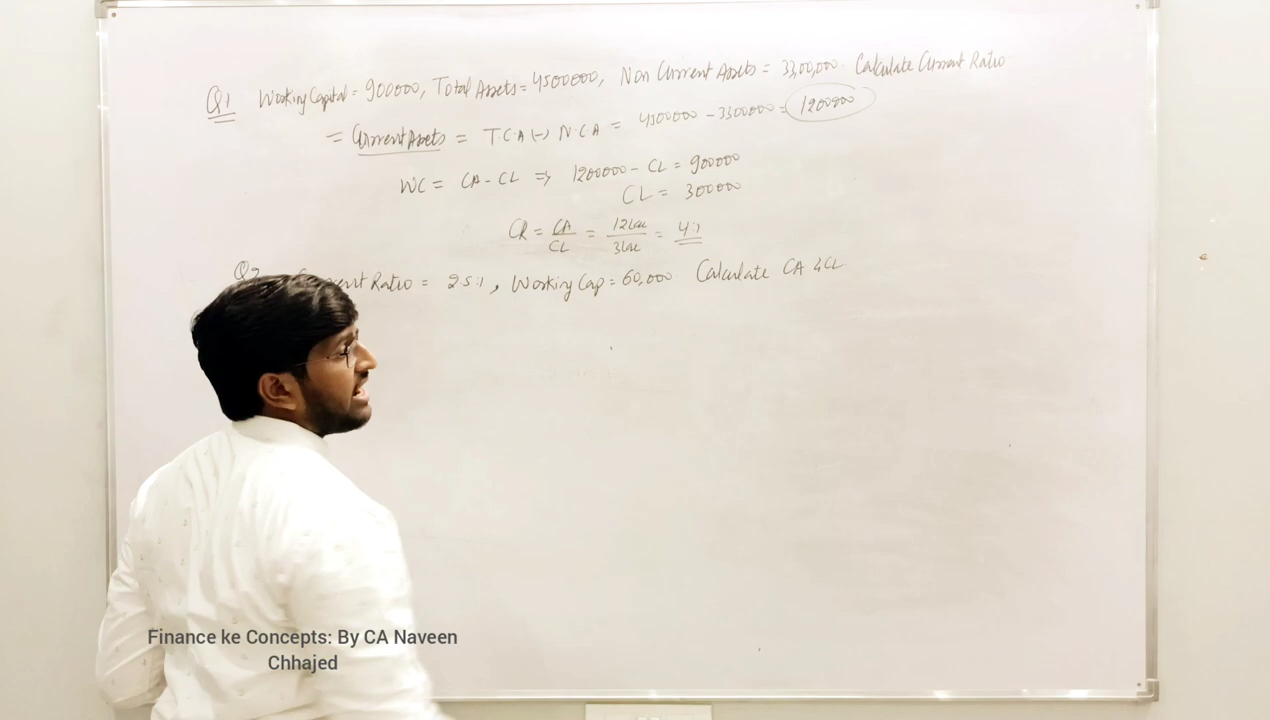 Q1 Working Capital = 900000, Total Assets = 4500000, Non Current Assets = 33,00,000. Calculate Current Ratio
= Current Assets = T.C.A (-) N.C.A = 4500000 - 3300000 = 1200000
WC = CA - CL => 1200000 - CL = 900000
CL = 300000
CR = CA/CL = 12Lac/3Lac = 4:1
Q2 rent Ratio = 2.5:1, Working Cap = 60,000. Calculate CA & CL
Finance ke Concepts: By CA Naveen
Chhajed